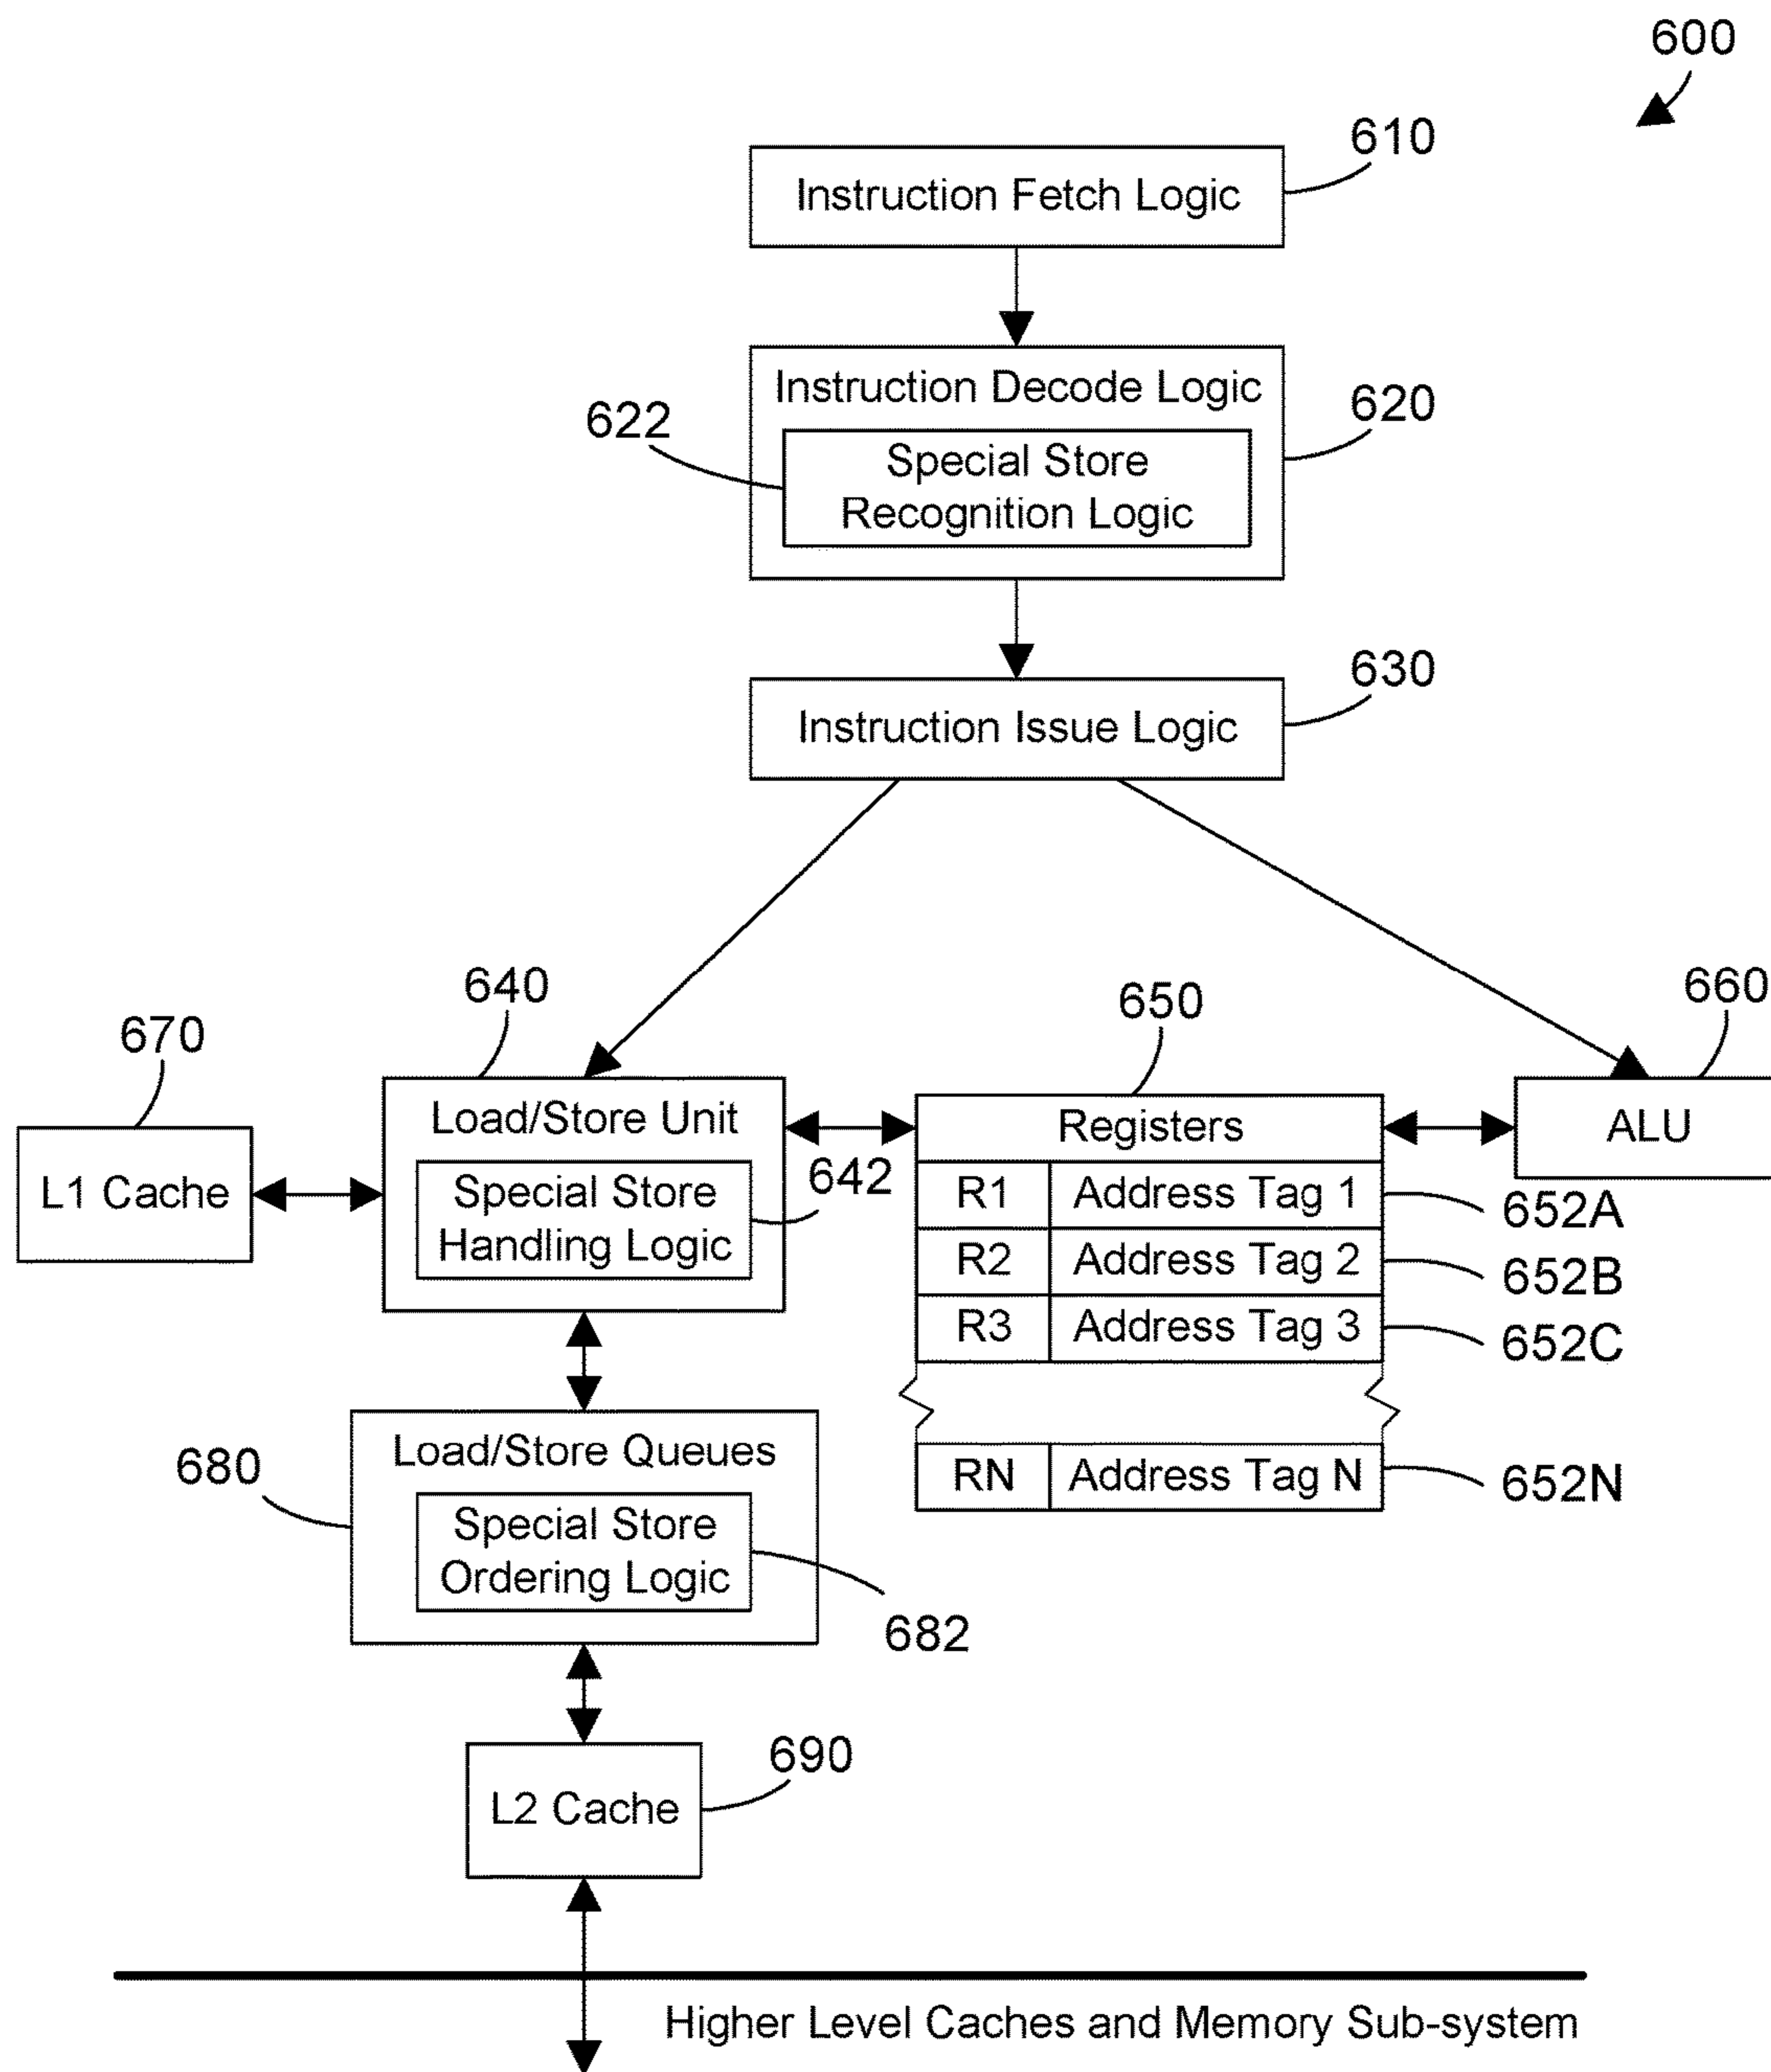 600
610
Instruction Fetch Logic
Instruction Decode Logic
620
622
Special Store
Recognition Logic
630
Instruction Issue Logic
640
650
660
670
Load/Store Unit
Registers
ALU
L1 Cache
Special Store
Handling Logic
642
R1 Address Tag 1
652A
R2 Address Tag 2
652B
R3 Address Tag 3
652C
680
Load/Store Queues
RN Address Tag N
652N
Special Store
Ordering Logic
682
690
L2 Cache
Higher Level Caches and Memory Sub-system